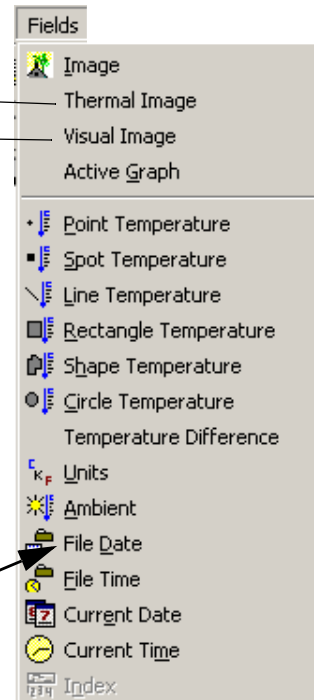 Fields
Image
Thermal Image
Visual Image
Active Graph
Point Temperature
Spot Temperature
Line Temperature
Rectangle Temperature
Shape Temperature
Circle Temperature
Temperature Difference
Units
Ambient
File Date
File Time
Current Date
Current Time
Index